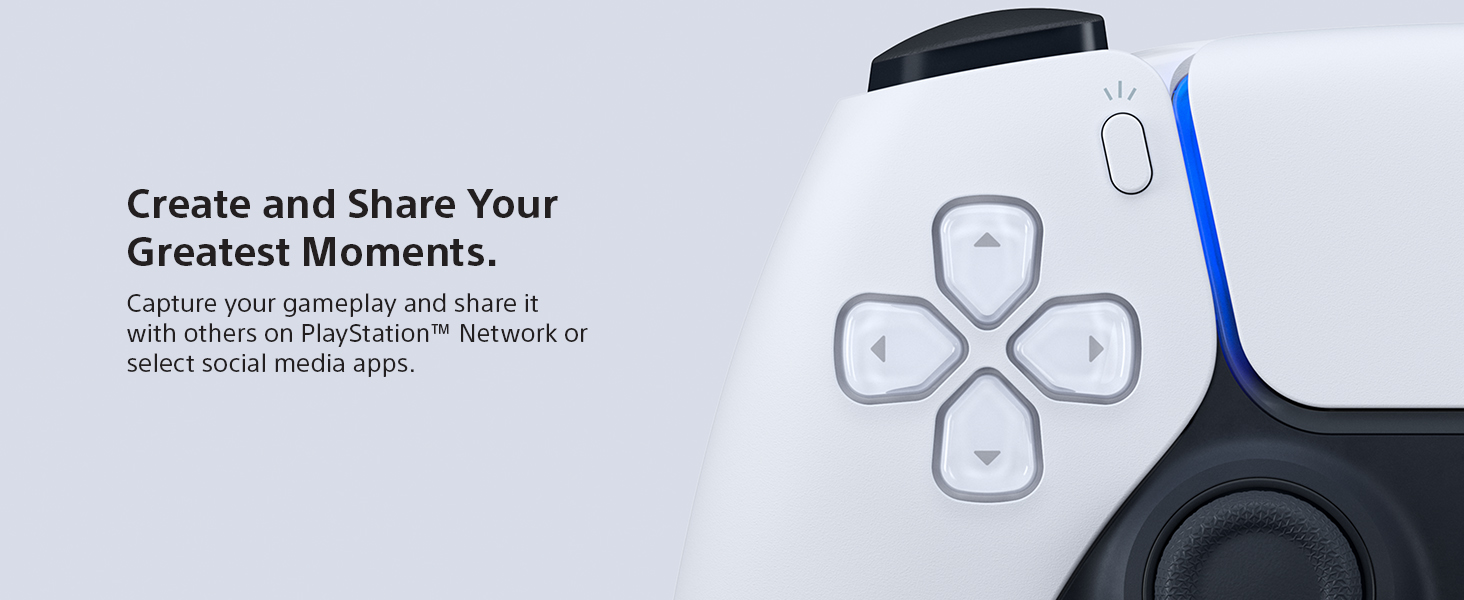 Create and Share Your
Greatest Moments.
Capture your gameplay and share it
with others on PlayStation™ Network or
select social media apps.